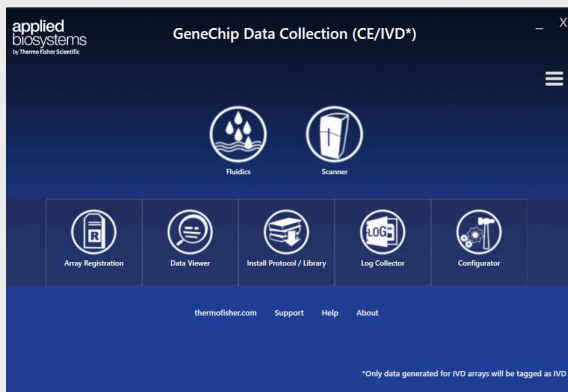 applied
biosystems
by Thermo Fisher Scientific
GeneChip Data Collection (CE/IVD*)
_ X
Fluidics
Scanner
R
LOG
Array Registration
Data Viewer
Install Protocol / Library
Log Collector
Configurator
thermofisher.com Support Help About
*Only data generated for IVD arrays will be tagged as IVD